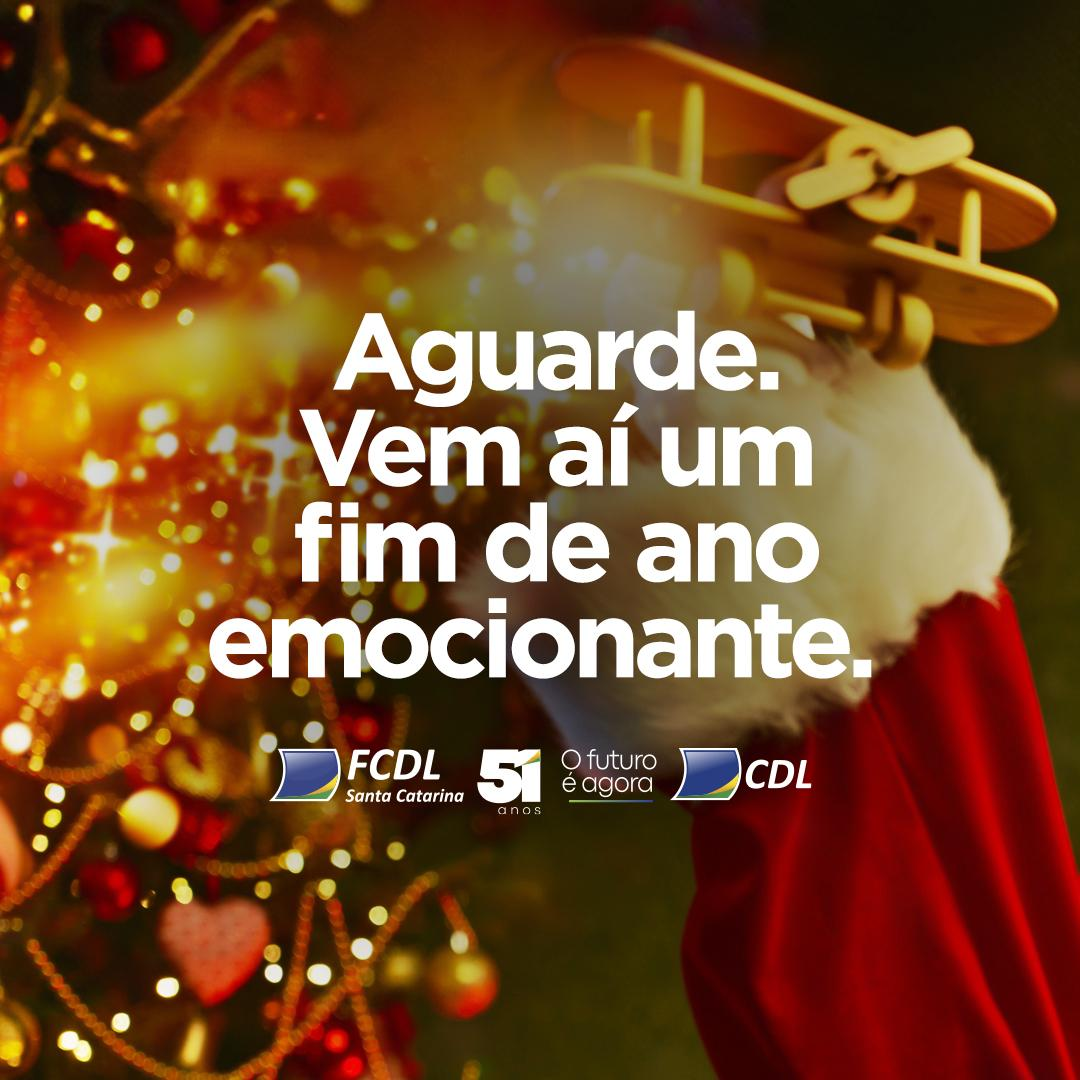 Aguarde.
Vem aí um
fim de ano
emocionante.
FCDL
Santa Catarina
51
anos
O futuro
é agora
CDL